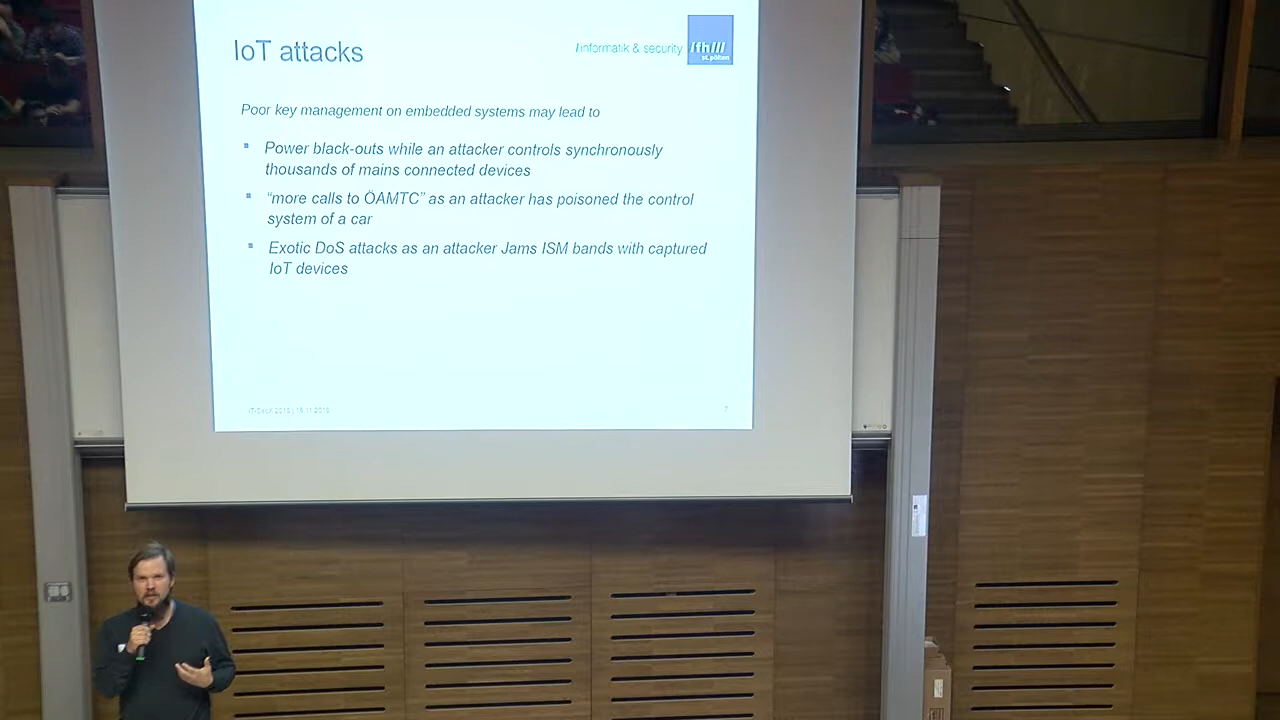 IoT attacks
/informatik & security
/fh///
st.pölten
Poor key management on embedded systems may lead to
Power black-outs while an attacker controls synchronously
thousands of mains connected devices
“more calls to ÖAMTC” as an attacker has poisoned the control
system of a car
Exotic DoS attacks as an attacker Jams ISM bands with captured
IoT devices
7